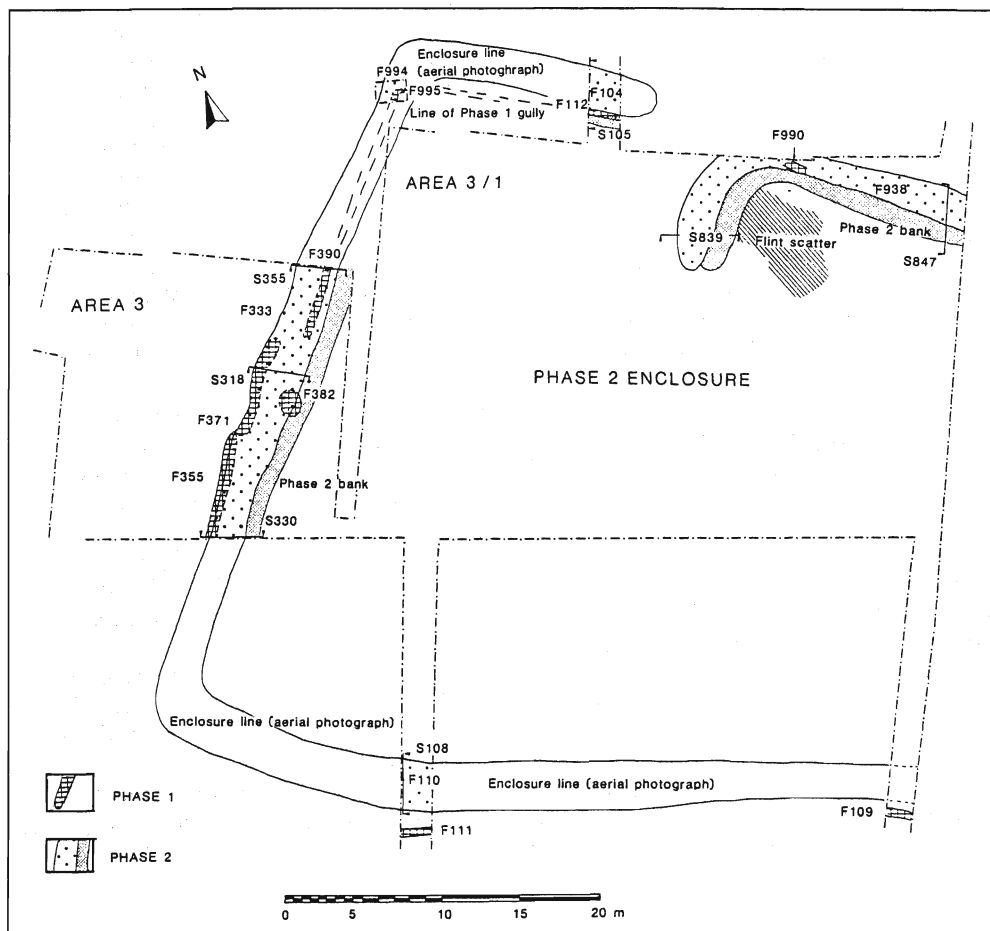 Enclosure line
(aerial photoghraph)
N
F994
F995
F104
F112
Line of Phase 1 gully
S105
F990
AREA 3 / 1
F938
Phase 2 bank
S839
Flint scatter
S847
F390
S355
AREA 3
F333
PHASE 2 ENCLOSURE
S318
F382
F371
F355
Phase 2 bank
S330
Enclosure line (aerial photograph)
S108
F110
Enclosure line (aerial photograph)
F109
F111
PHASE 1
PHASE 2
0 5 10 15 20 m